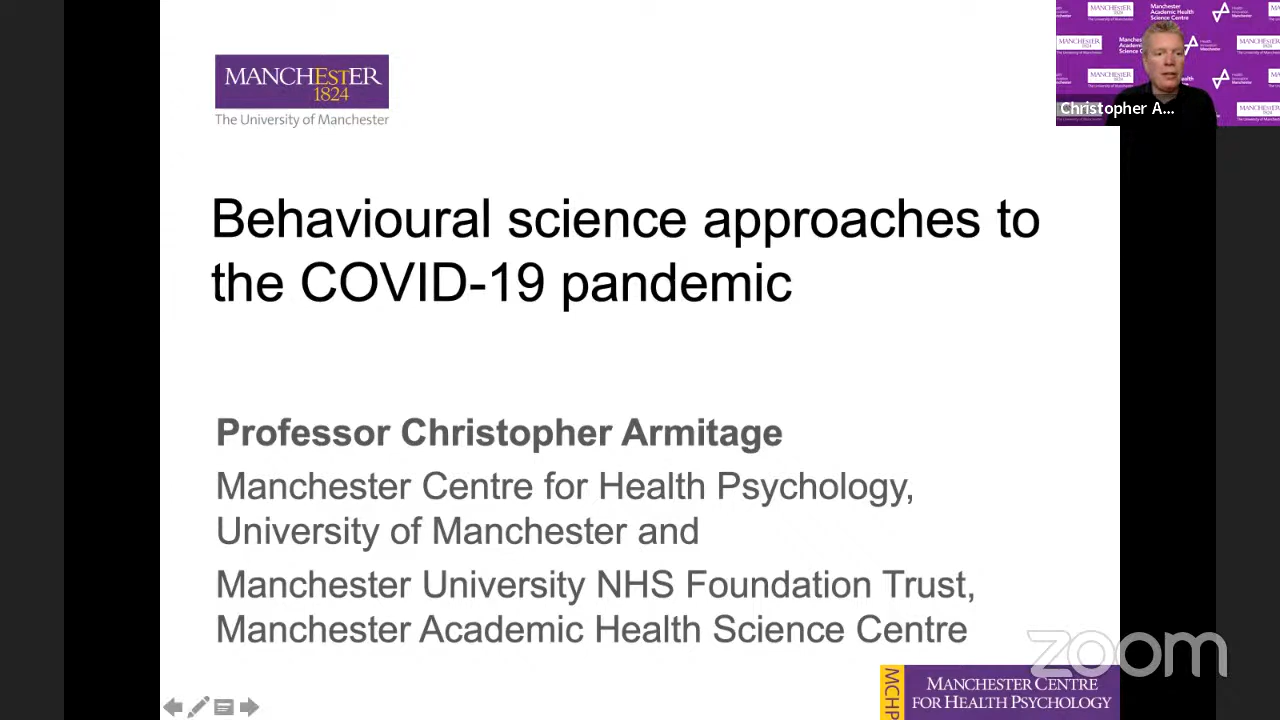 MANCHESTER
1824
The University of Manchester
Christopher A...
Behavioural science approaches to
the COVID-19 pandemic
Professor Christopher Armitage
Manchester Centre for Health Psychology,
University of Manchester and
Manchester University NHS Foundation Trust,
Manchester Academic Health Science Centre
zoom
MCHP
MANCHESTER CENTRE
FOR HEALTH PSYCHOLOGY